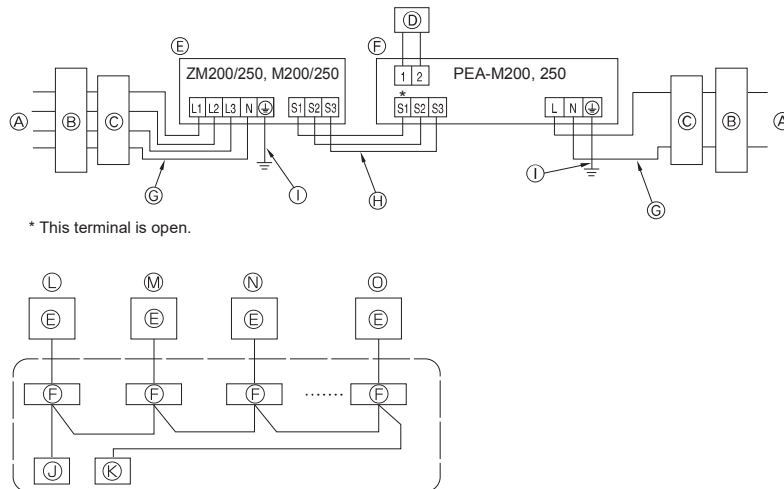 Ⓓ
Ⓔ Ⓕ
ZM200/250, M200/250 1 2 PEA-M200, 250
*
L1 L2 L3 N S1 S2 S3 S1 S2 S3 L N
Ⓐ Ⓑ Ⓒ Ⓒ Ⓑ Ⓐ
Ⓖ Ⓘ Ⓗ Ⓘ Ⓖ
* This terminal is open.
Ⓛ Ⓜ Ⓝ Ⓞ
Ⓔ Ⓔ Ⓔ Ⓔ
Ⓕ Ⓕ Ⓕ ....... Ⓕ
Ⓙ Ⓚ